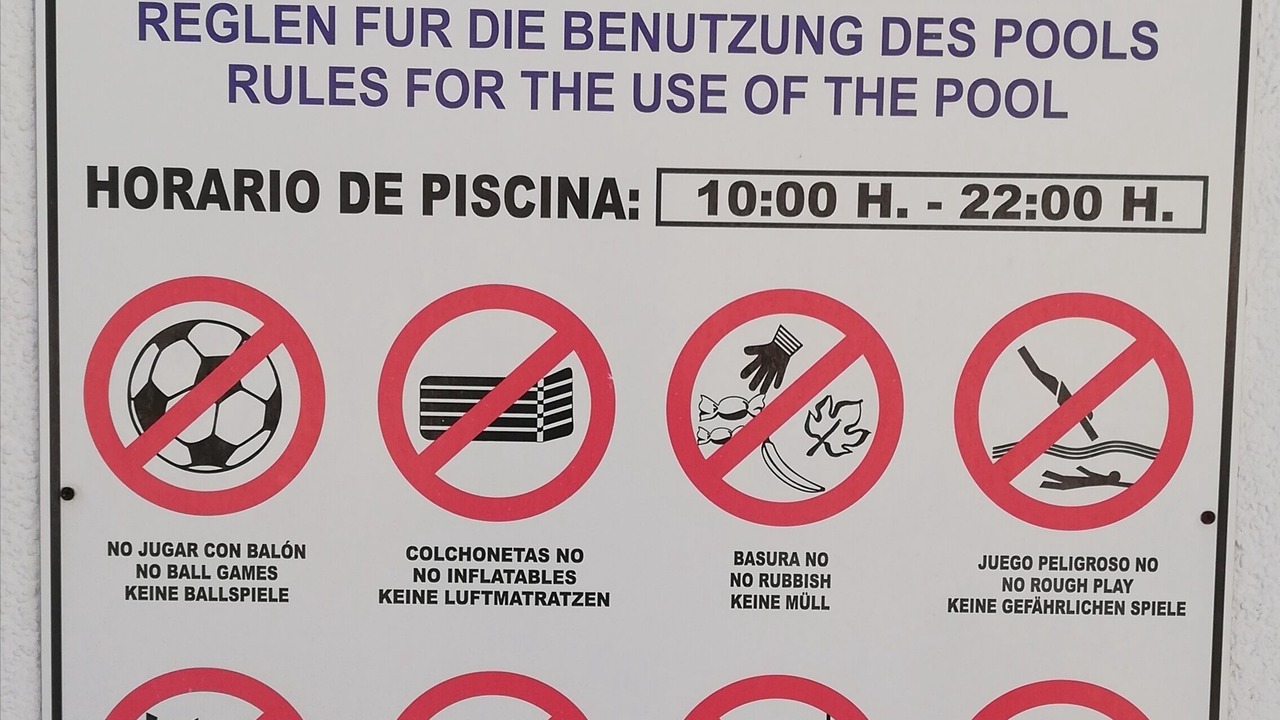 REGLEN FUR DIE BENUTZUNG DES POOLS
RULES FOR THE USE OF THE POOL
HORARIO DE PISCINA: 10:00 H. - 22:00 H.
NO JUGAR CON BALÓN
NO BALL GAMES
KEINE BALLSPIELE
COLCHONETAS NO
NO INFLATABLES
KEINE LUFTMATRATZEN
BASURA NO
NO RUBBISH
KEINE MÜLL
JUEGO PELIGROSO NO
NO ROUGH PLAY
KEINE GEFÄHRLICHEN SPIELE